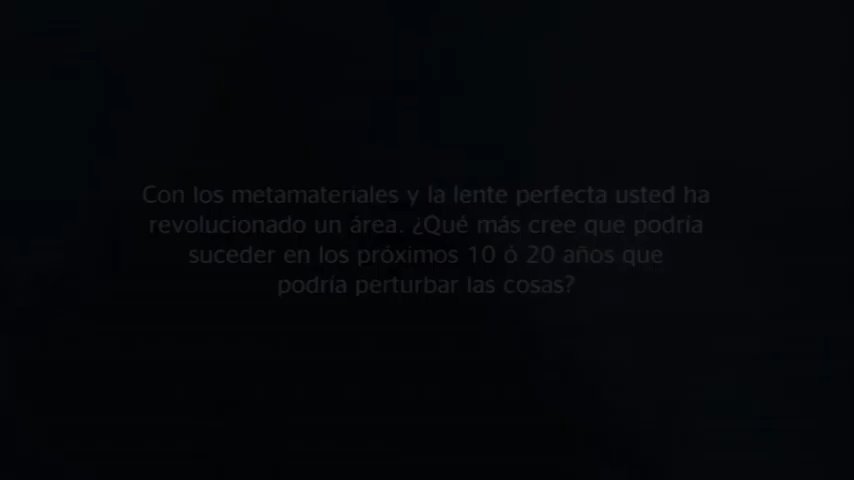 Con los metamateriales y la lente perfecta usted ha
revolucionado un área. ¿Qué más cree que podría
suceder en los próximos 10 ó 20 años que
podría perturbar las cosas?